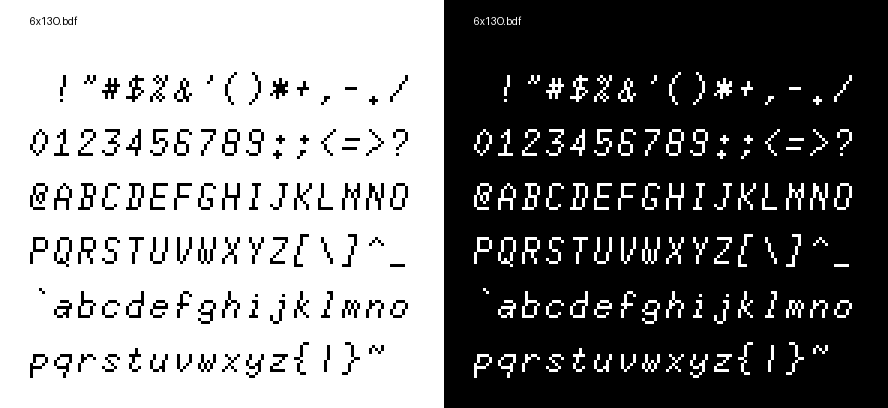 6x13O.bdf 6x13O.bdf
!"#$%&'()*+,-./ !"#$%&'()*+,-./
0123456789:;<=>? 0123456789:;<=>?
@ABCDEFGHIJKLMNO @ABCDEFGHIJKLMNO
PQRSTUVWXYZ[\]^_ PQRSTUVWXYZ[\]^_
`abcdefghijklmno `abcdefghijklmno
pqrstuvwxyz{|}~ pqrstuvwxyz{|}~